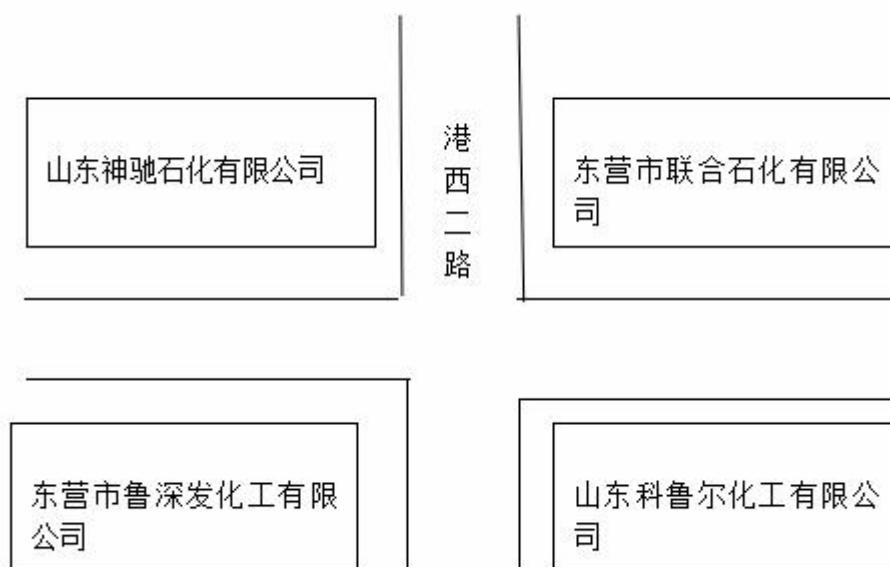 山东神驰石化有限公司
港
西
二
路
东营市联合石化有限公
司
东营市鲁深发化工有限
公司
山东科鲁尔化工有限公
司